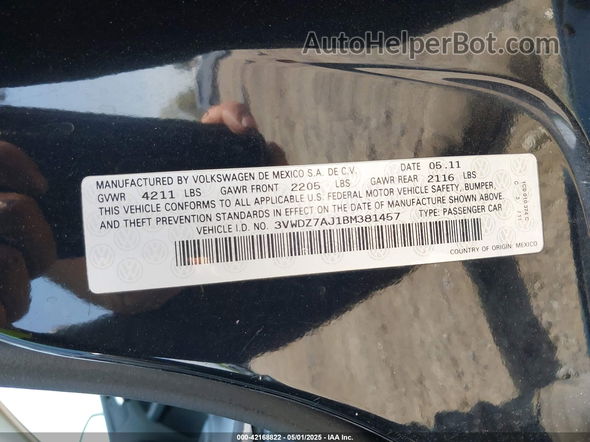 AutoHelperBot.com
MANUFACTURED BY VOLKSWAGEN DE MEXICO S.A. DE C.V. DATE 05.11
GVWR 4211 LBS GAWR FRONT 2205 LBS GAWR REAR 2116 LBS
THIS VEHICLE CONFORMS TO ALL APPLICABLE U.S. FEDERAL MOTOR VEHICLE SAFETY, BUMPER,
AND THEFT PREVENTION STANDARDS IN EFFECT ON THE DATE OF MANUFACTURE SHOWN ABOVE.
VEHICLE I.D. NO. 3VWDZ7AJ1BM381457 TYPE: PASSENGER CAR
COUNTRY OF ORIGIN: MEXICO
000-42168822 05/01/2025 IAA Inc.